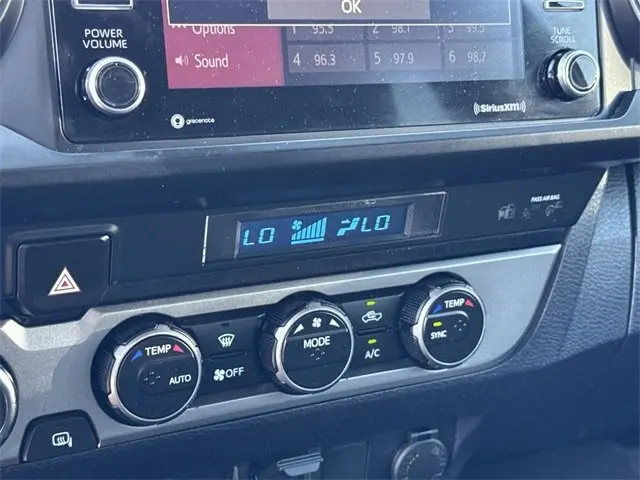 OK
POWER
VOLUME
Options
1 95.5 2 98.1 3 99.5
Sound
4 96.3 5 97.9 6 98.7
TUNE
SCROLL
gracenote
SiriusXM
PASS AIR BAG
LO LO
TEMP
AUTO
OFF
MODE
A/C
TEMP
SYNC